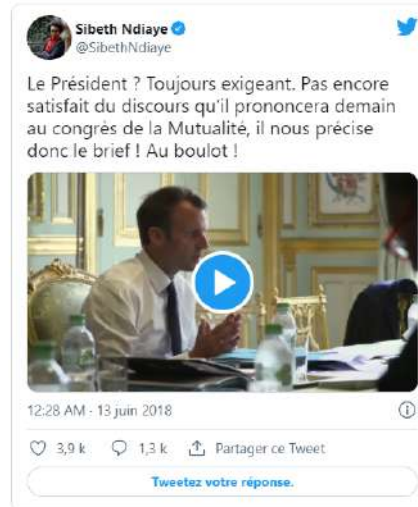 Sibeth Ndiaye
@SibethNdiaye
Le Président ? Toujours exigeant. Pas encore
satisfait du discours qu'il prononcera demain
au congrès de la Mutualité, il nous précise
donc le brief ! Au boulot !
12:28 AM · 13 juin 2018
3,9 k 1,3 k Partager ce Tweet
Tweetez votre réponse.